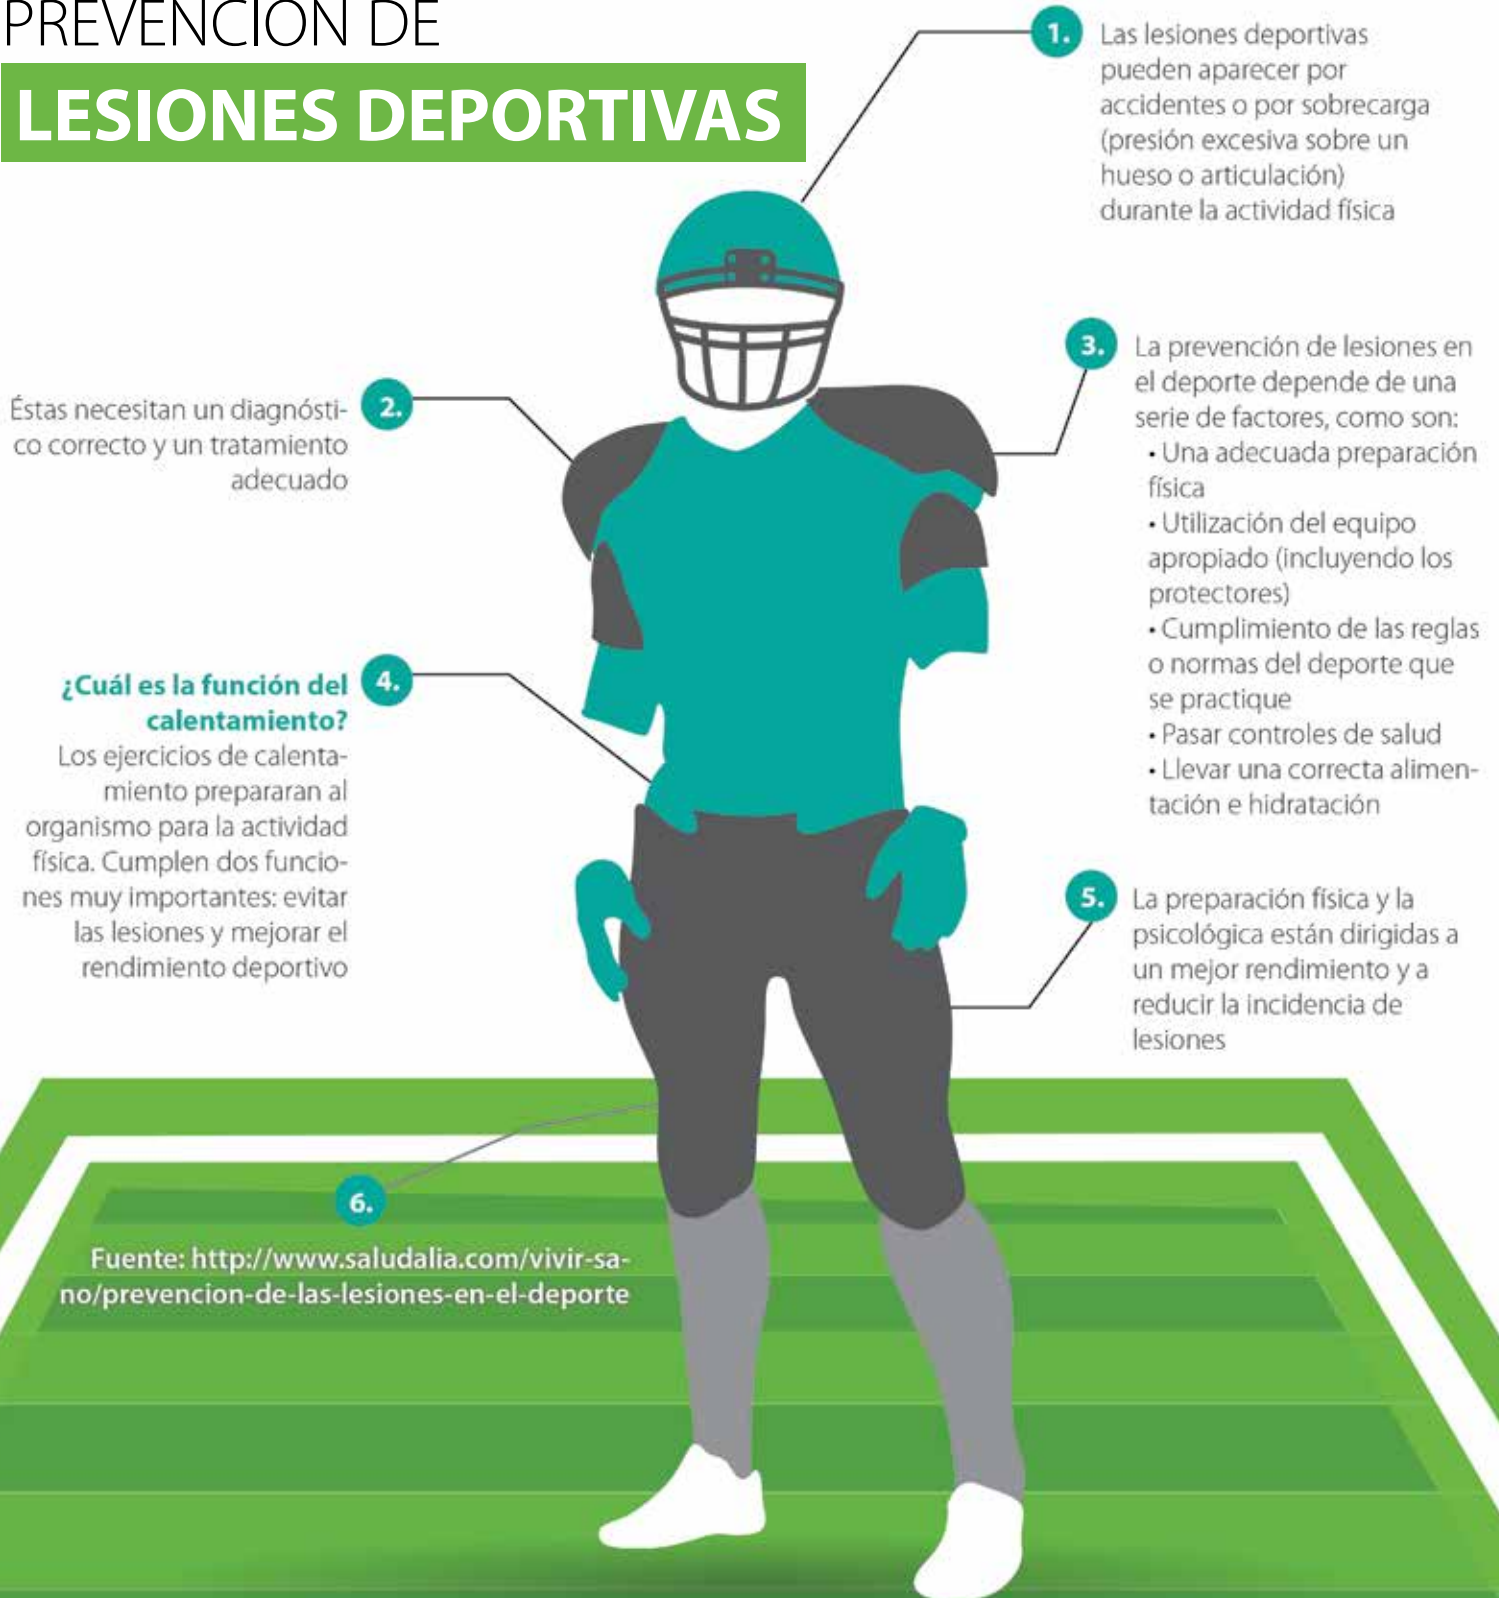 PREVENCIÓN DE
LESIONES DEPORTIVAS
1.
Las lesiones deportivas
pueden aparecer por
accidentes o por sobrecarga
(presión excesiva sobre un
hueso o articulación)
durante la actividad física
2.
Éstas necesitan un diagnósti-
co correcto y un tratamiento
adecuado
3.
La prevención de lesiones en
el deporte depende de una
serie de factores, como son:
• Una adecuada preparación
física
• Utilización del equipo
apropiado (incluyendo los
protectores)
• Cumplimiento de las reglas
o normas del deporte que
se practique
• Pasar controles de salud
• Llevar una correcta alimen-
tación e hidratación
4.
¿Cuál es la función del
calentamiento?
Los ejercicios de calenta-
miento prepararan al
organismo para la actividad
física. Cumplen dos funcio-
nes muy importantes: evitar
las lesiones y mejorar el
rendimiento deportivo
5.
La preparación física y la
psicológica están dirigidas a
un mejor rendimiento y a
reducir la incidencia de
lesiones
6.
Fuente: http://www.saludalia.com/vivir-sa-
no/prevencion-de-las-lesiones-en-el-deporte